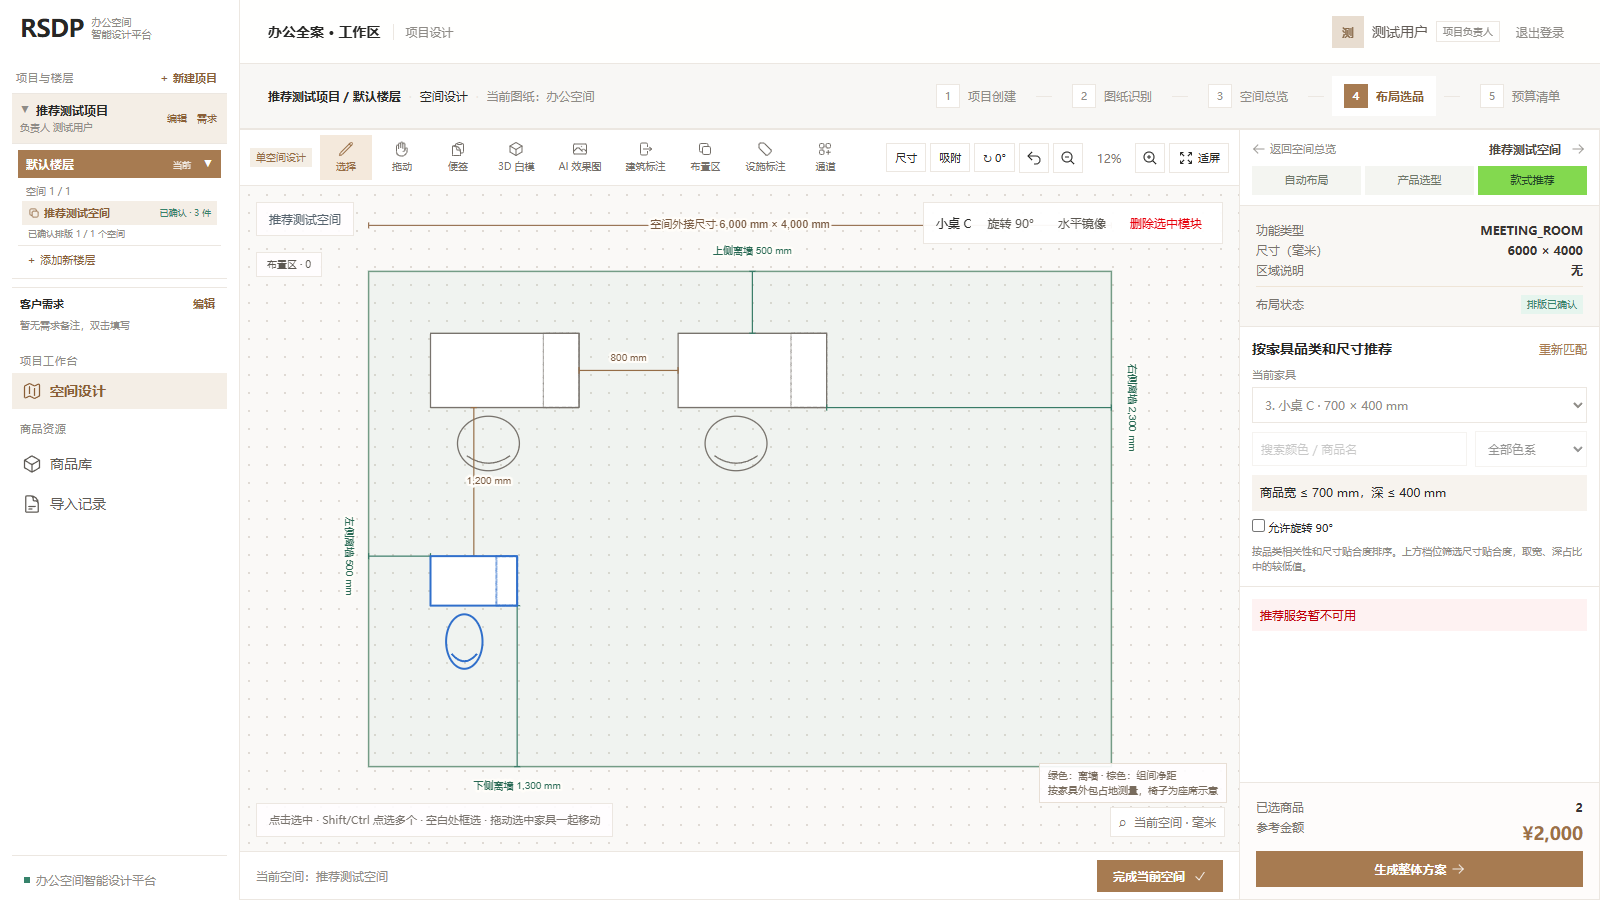 RSDP
办公空间
智能设计平台
办公全案 • 工作区
项目设计
测
测试用户
项目负责人
退出登录
项目与楼层
+ 新建项目
推荐测试项目
负责人 测试用户
编辑
需求
默认楼层
当前
空间 1 / 1
推荐测试空间
已确认 · 3 件
已确认排版 1 / 1 个空间
+ 添加新楼层
客户需求
编辑
暂无需求备注，双击填写
项目工作台
空间设计
商品资源
商品库
导入记录
办公空间智能设计平台
推荐测试项目 / 默认楼层
空间设计
当前图纸：办公空间
1 项目创建
2 图纸识别
3 空间总览
4 布局选品
5 预算清单
单空间设计
选择
拖动
便签
3D 白模
AI 效果图
建筑标注
布置区
设施标注
通道
尺寸
吸附
↻ 0°
12%
适屏
推荐测试空间
空间外接尺寸 6,000 mm × 4,000 mm
小桌 C
旋转 90°
水平镜像
删除选中模块
布置区 · 0
上侧离墙 500 mm
800 mm
右侧离墙 2,300 mm
1,200 mm
左侧离墙 500 mm
下侧离墙 1,300 mm
绿色：离墙 · 棕色：组间净距
按家具外包占地测量，椅子为座席示意
点击选中 · Shift/Ctrl 点选多个 · 空白处框选 · 拖动选中家具一起移动
当前空间 · 毫米
当前空间：推荐测试空间
完成当前空间
返回空间总览
推荐测试空间
自动布局
产品选型
款式推荐
功能类型
MEETING_ROOM
尺寸（毫米）
6000 × 4000
区域说明
无
布局状态
排版已确认
按家具品类和尺寸推荐
重新匹配
当前家具
3. 小桌 C · 700 × 400 mm
搜索颜色 / 商品名
全部色系
商品宽 ≤ 700 mm，深 ≤ 400 mm
允许旋转 90°
按品类相关性和尺寸贴合度排序。上方档位筛选尺寸贴合度，取宽、深占比
中的较低值。
推荐服务暂不可用
已选商品
2
参考金额
¥2,000
生成整体方案 →